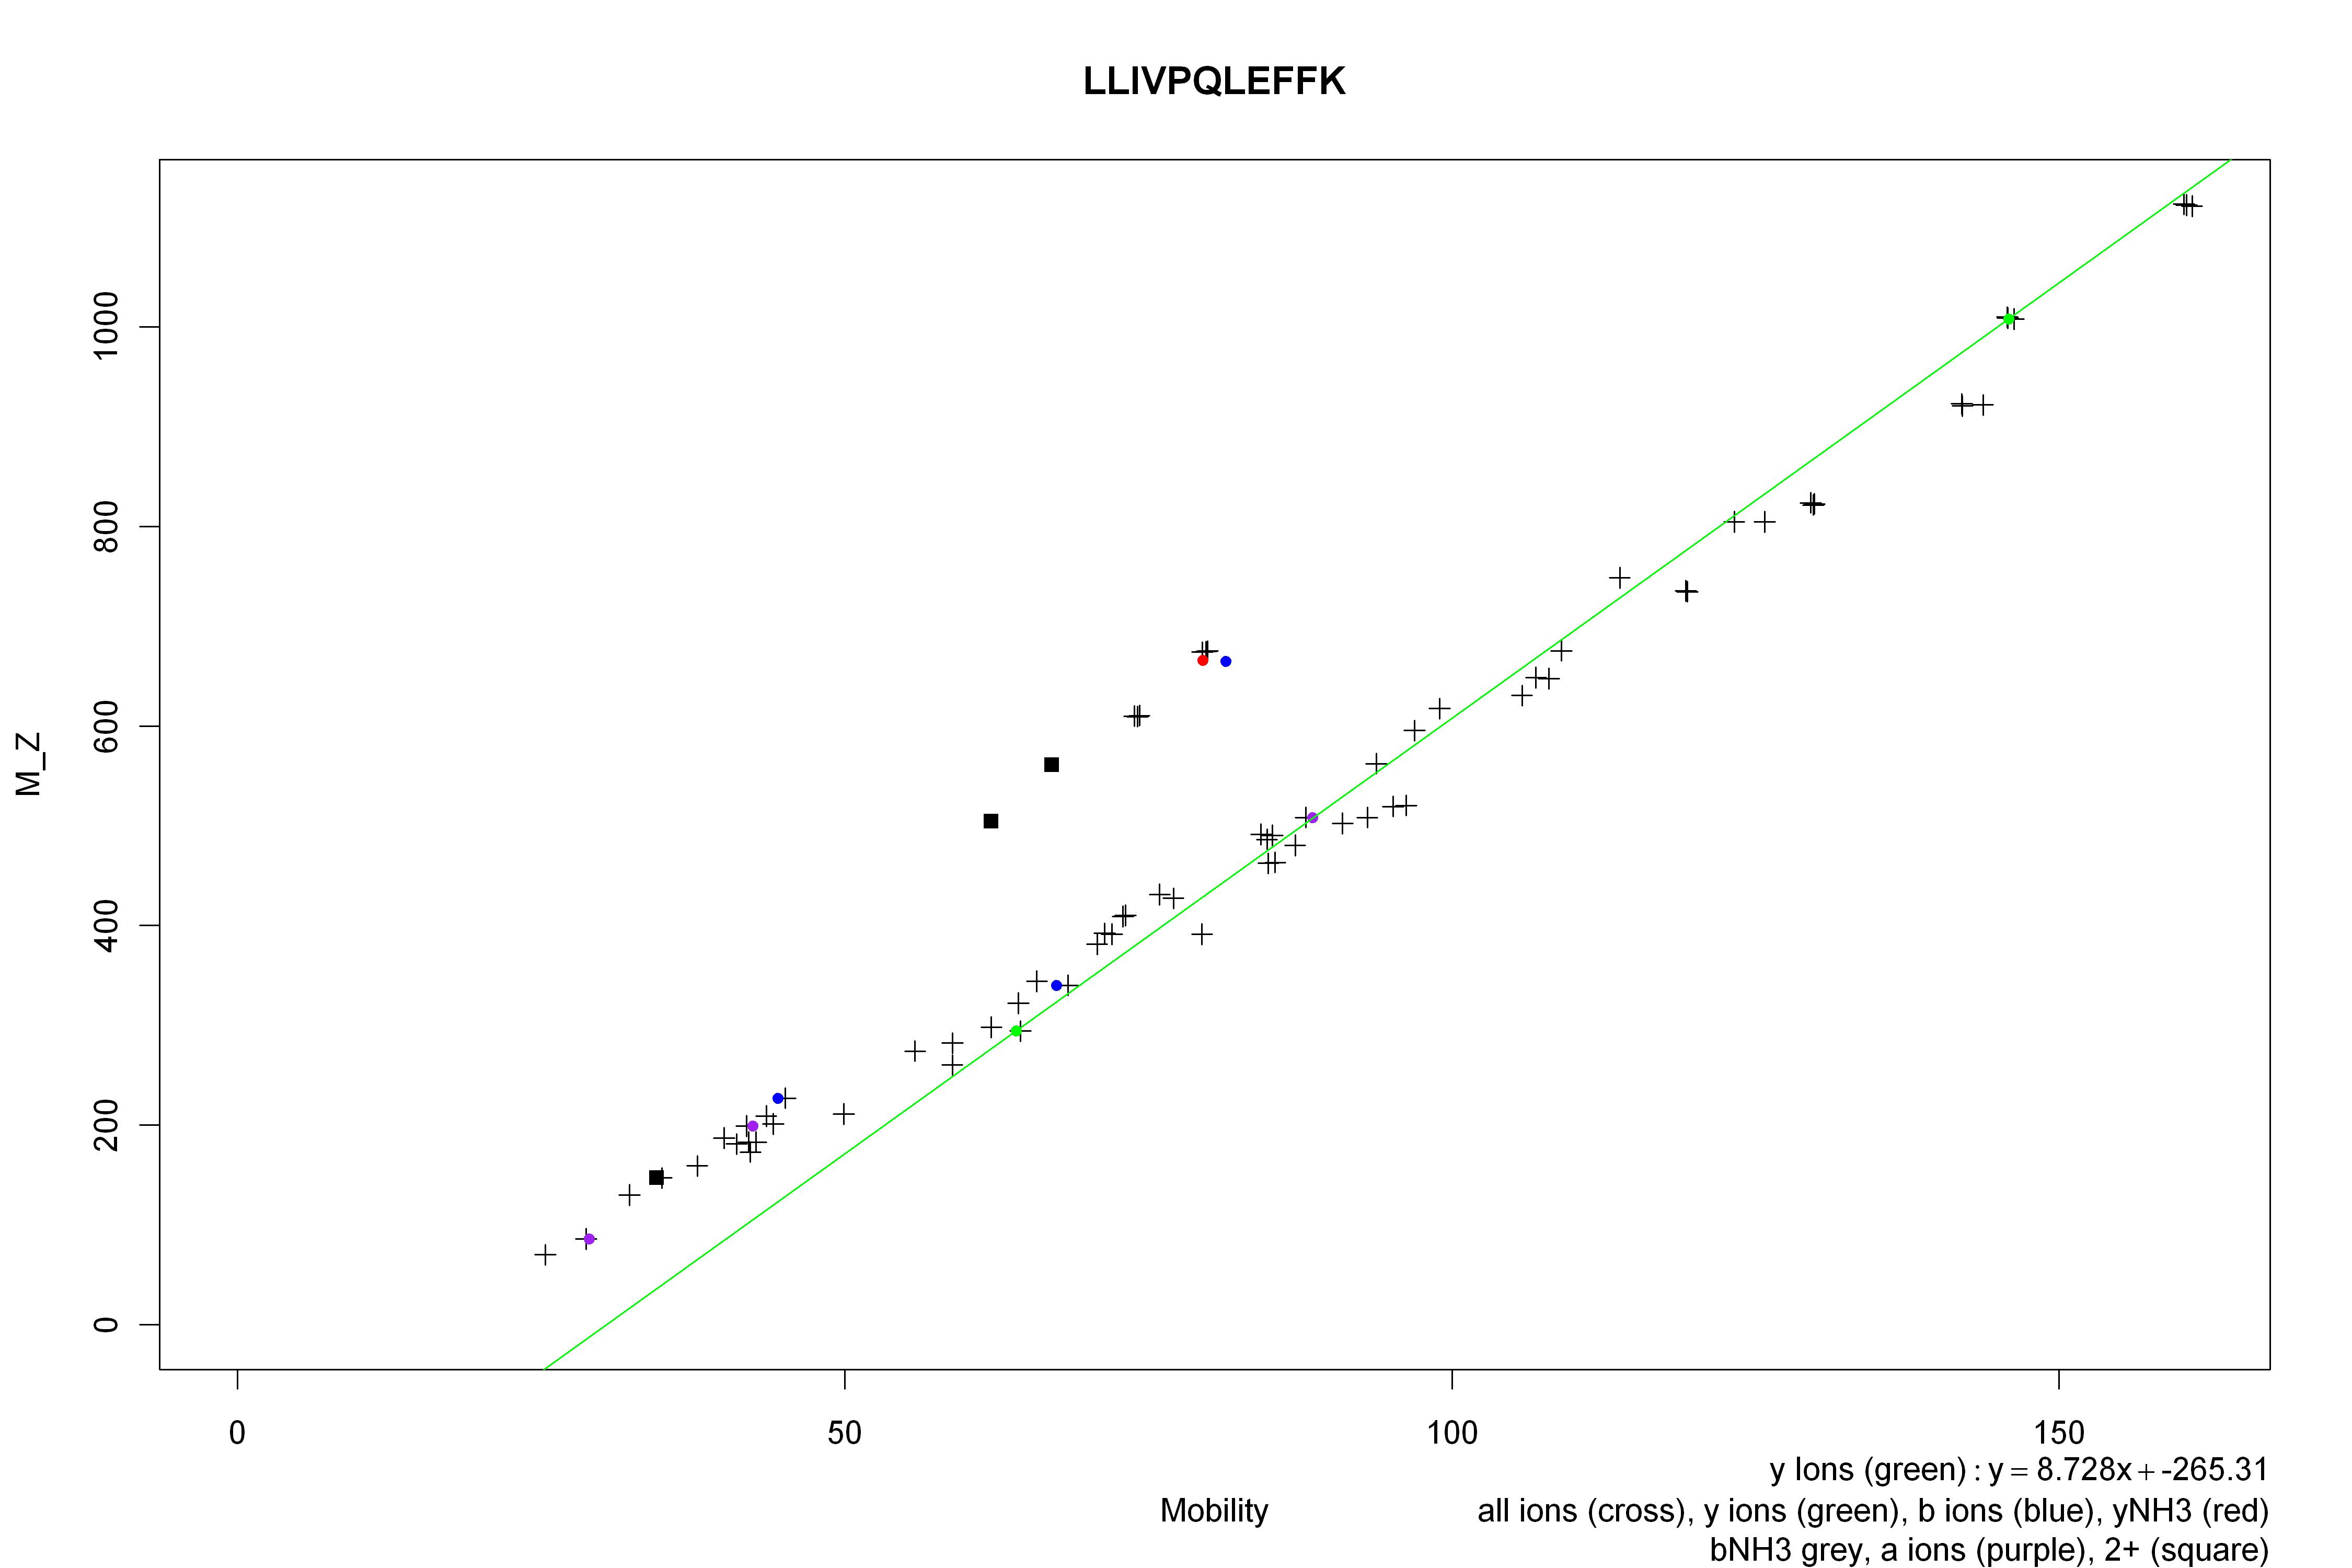 LLIVPQLEFFK
M_Z
1000
800
600
400
200
0
0 50 100 150
y Ions (green) : y = 8.728x + -265.31
Mobility
all ions (cross), y ions (green), b ions (blue), yNH3 (red)
bNH3 grey, a ions (purple), 2+ (square)